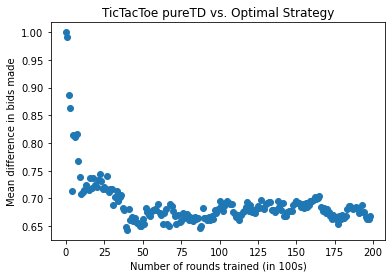 TicTacToe pureTD vs. Optimal Strategy
Mean difference in bids made
1.00
0.95
0.90
0.85
0.80
0.75
0.70
0.65
0 25 50 75 100 125 150 175 200
Number of rounds trained (in 100s)